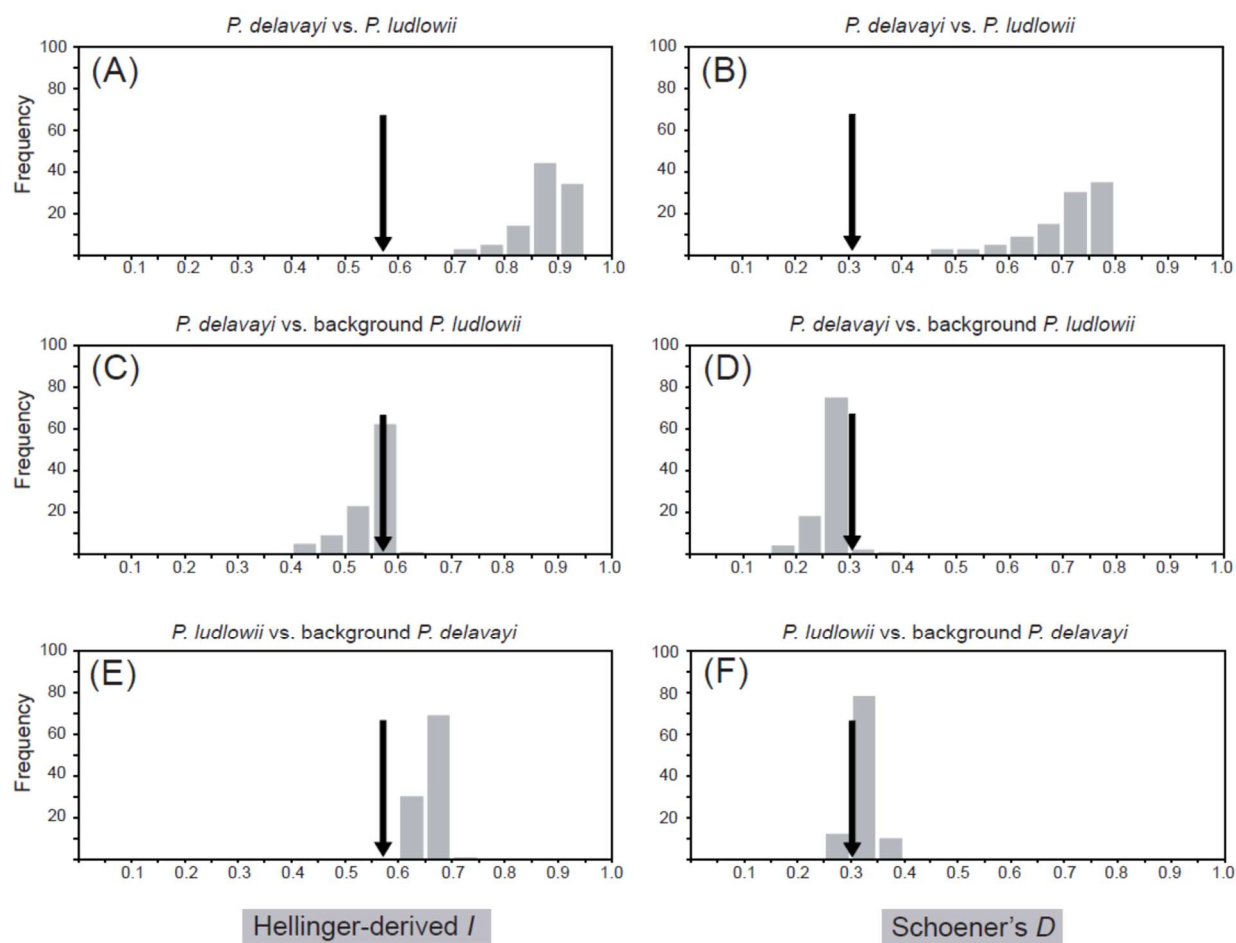 P. delavayi vs. P. ludlowii
P. delavayi vs. P. ludlowii
(A)
(B)
Frequency
100
80
60
40
20
0.1 0.2 0.3 0.4 0.5 0.6 0.7 0.8 0.9 1.0
100
80
60
40
20
0.1 0.2 0.3 0.4 0.5 0.6 0.7 0.8 0.9 1.0
P. delavayi vs. background P. ludlowii
P. delavayi vs. background P. ludlowii
(C)
(D)
Frequency
100
80
60
40
20
0.1 0.2 0.3 0.4 0.5 0.6 0.7 0.8 0.9 1.0
100
80
60
40
20
0.1 0.2 0.3 0.4 0.5 0.6 0.7 0.8 0.9 1.0
P. ludlowii vs. background P. delavayi
P. ludlowii vs. background P. delavayi
(E)
(F)
Frequency
100
80
60
40
20
0.1 0.2 0.3 0.4 0.5 0.6 0.7 0.8 0.9 1.0
100
80
60
40
20
0.1 0.2 0.3 0.4 0.5 0.6 0.7 0.8 0.9 1.0
Hellinger-derived I
Schoener's D